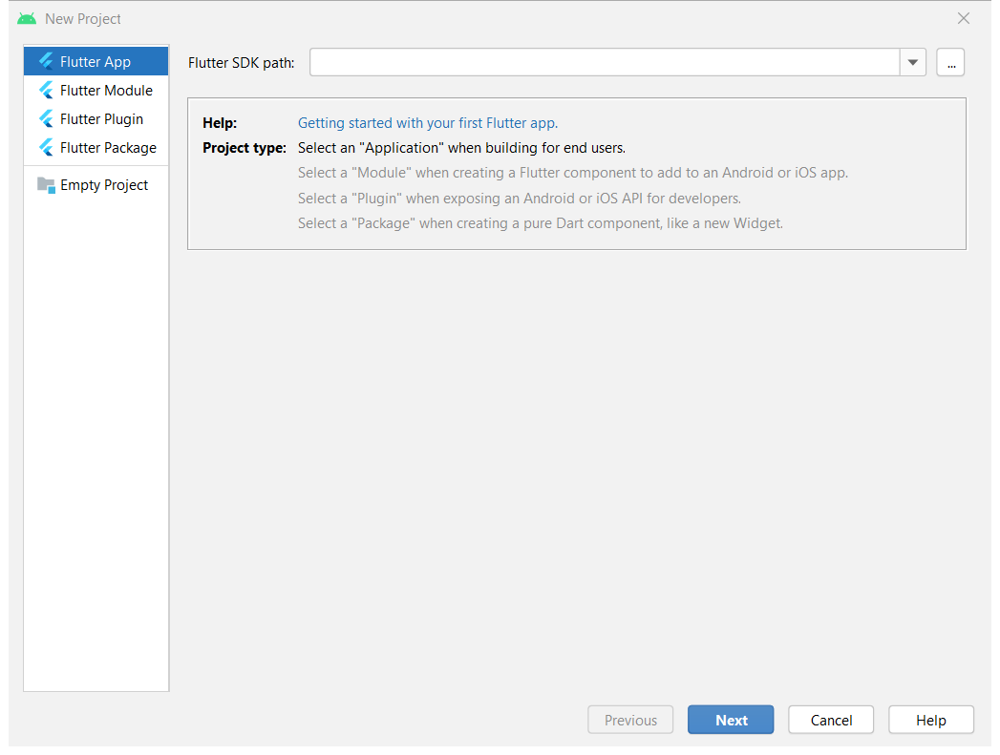 New Project
Flutter App
Flutter Module
Flutter Plugin
Flutter Package
Empty Project
Flutter SDK path:
...
Help: Getting started with your first Flutter app.
Project type: Select an "Application" when building for end users.
Select a "Module" when creating a Flutter component to add to an Android or iOS app.
Select a "Plugin" when exposing an Android or iOS API for developers.
Select a "Package" when creating a pure Dart component, like a new Widget.
Previous Next Cancel Help